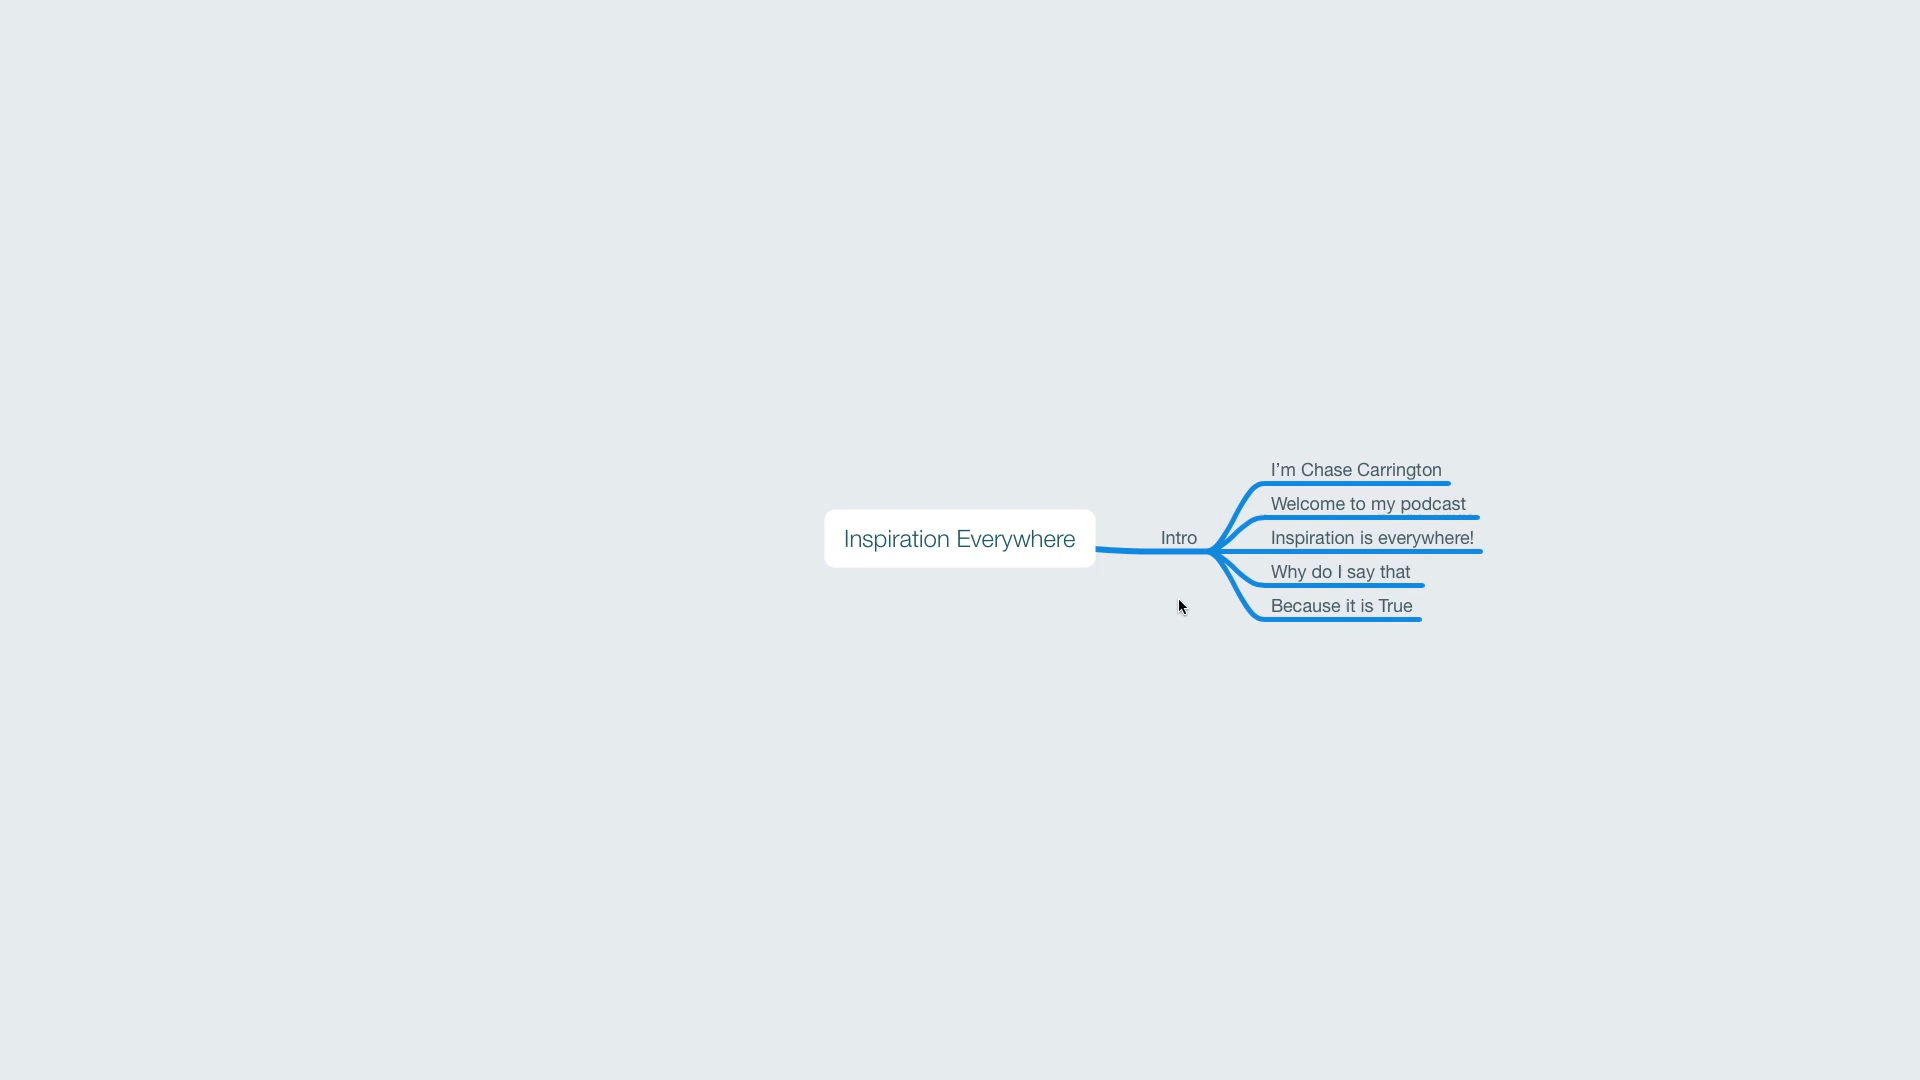 Inspiration Everywhere
Intro
I’m Chase Carrington
Welcome to my podcast
Inspiration is everywhere!
Why do I say that
Because it is True